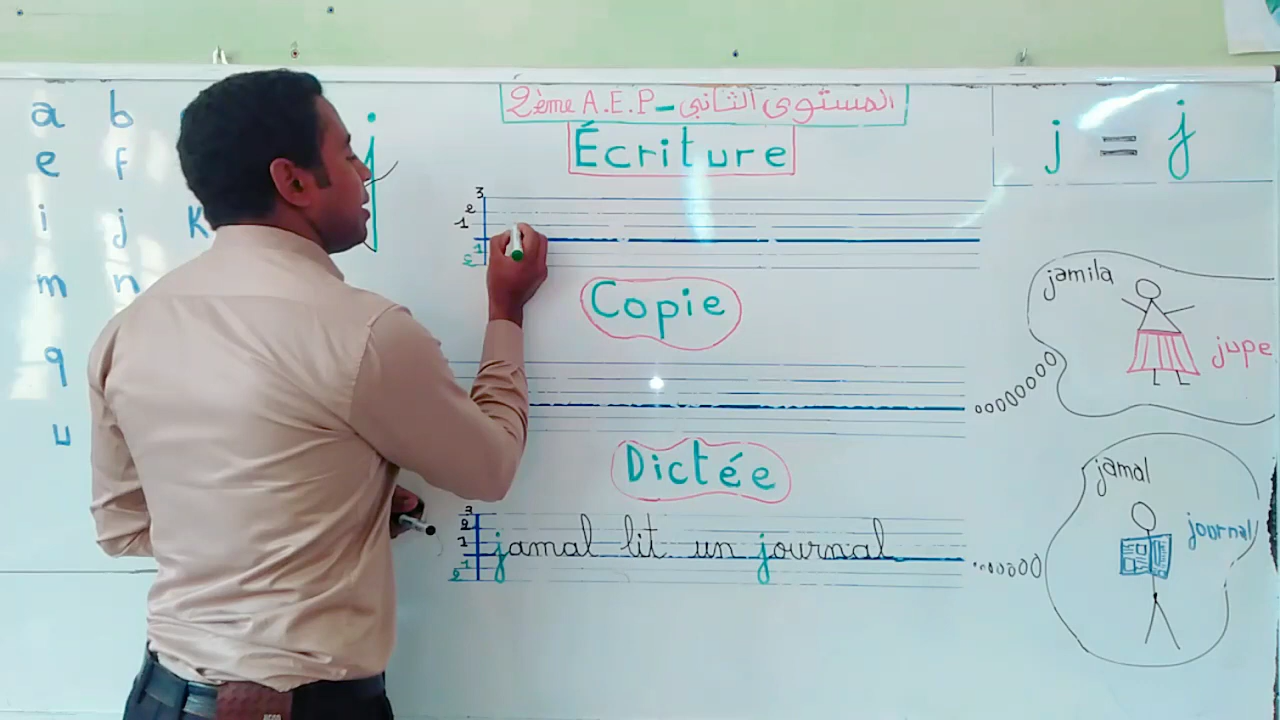 2ème A.E.P - المستوى الثاني
Écriture
j = j
a b
e f
i j K
m n
q
u
j
3
2
1
1
2
Copie
jamila
jupe
Dictée
3
2
1
1
2
jamal lit un journal
jamal
journal